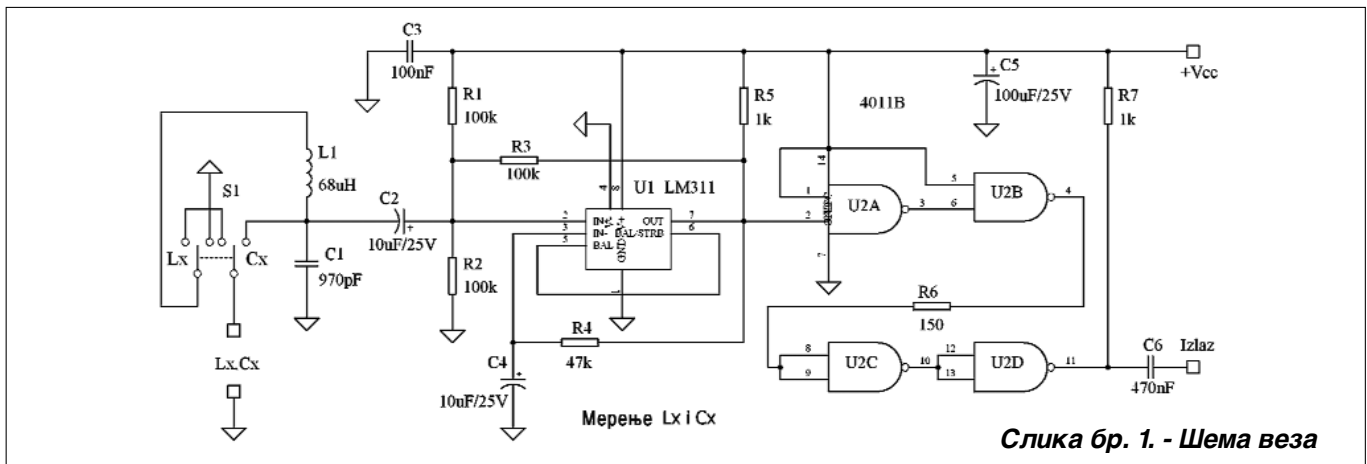 C3
100nF
R1
100k
R5
1k
C5
100uF/25V
+Vcc
4011B
R7
1k
L1
68uH
S1
R3
100k
U1 LM311
4
8
14
C2
10uF/25V
2
3
5
IN+
IN-
BAL
V-
V+
OUT
BAL/STRB
GND
7
6
1
1
2
U2A
3
7
5
6
U2B
4
Lx
Cx
C1
970pF
R2
100k
R4
47k
R6
150
Lx,Cx
C4
10uF/25V
8
9
U2C
10
12
13
U2D
11
C6
470nF
Izlaz
Мерење Lx i Cx
Слика бр. 1. - Шема веза